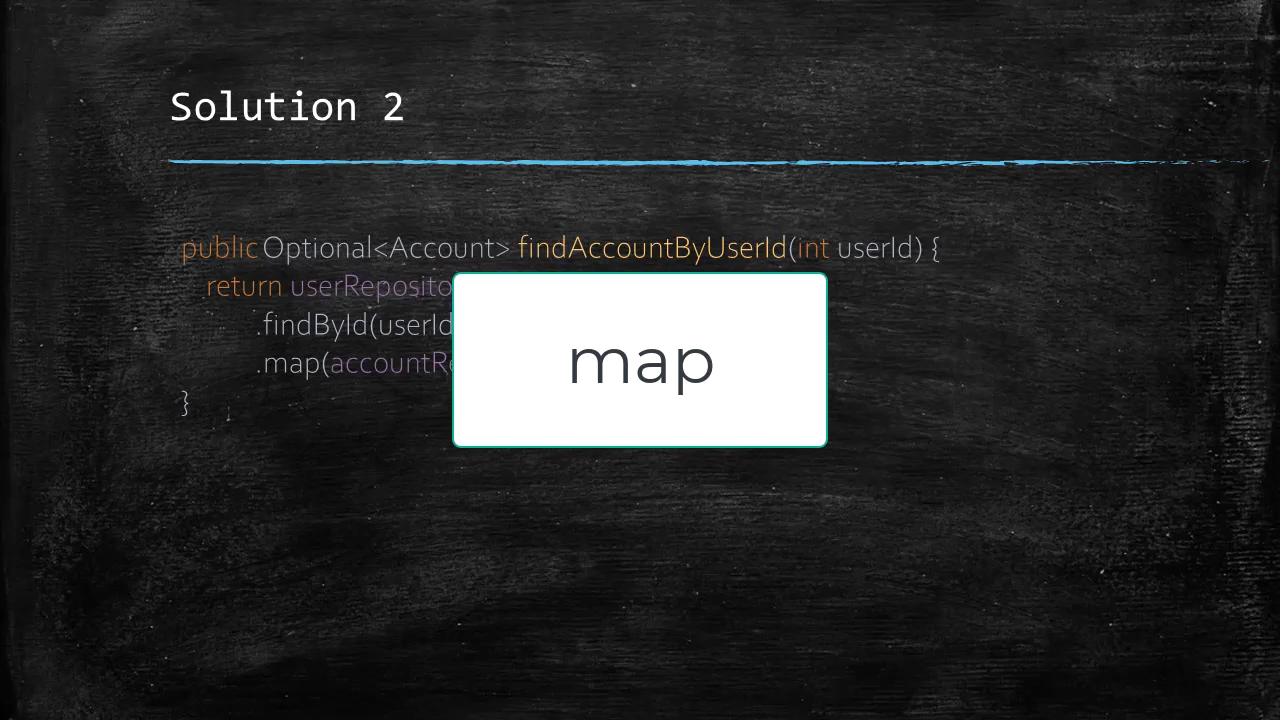 Solution 2
public Optional<Account> findAccountByUserId(int userId) {
return userReposito
.findById(userId
.map(accountRe
}
map